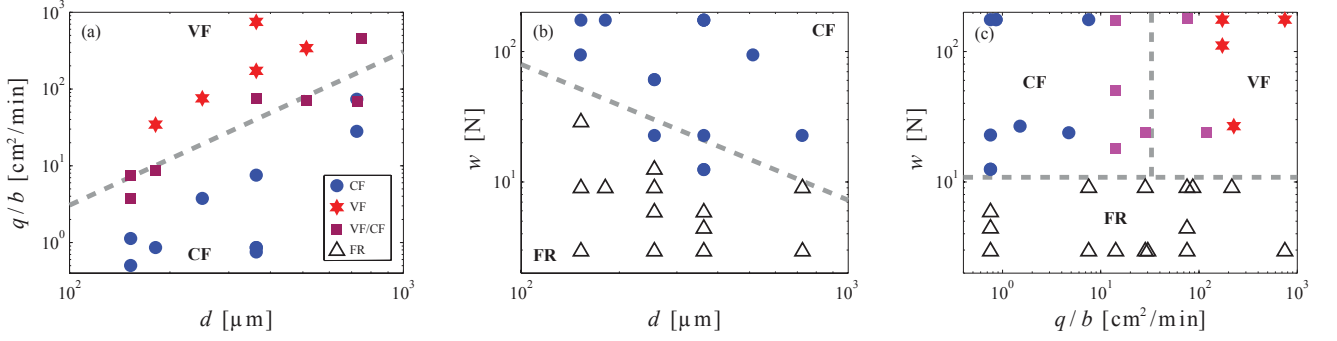 (a) VF
q/b [cm²/min]
10³
10²
10¹
10⁰
CF
CF
VF
VF/CF
FR
10² 10³
d [μm]
(b) CF
w [N]
10²
10¹
FR
10² 10³
d [μm]
(c)
CF VF
w [N]
10²
10¹
FR
10⁰ 10¹ 10² 10³
q/b [cm²/min]